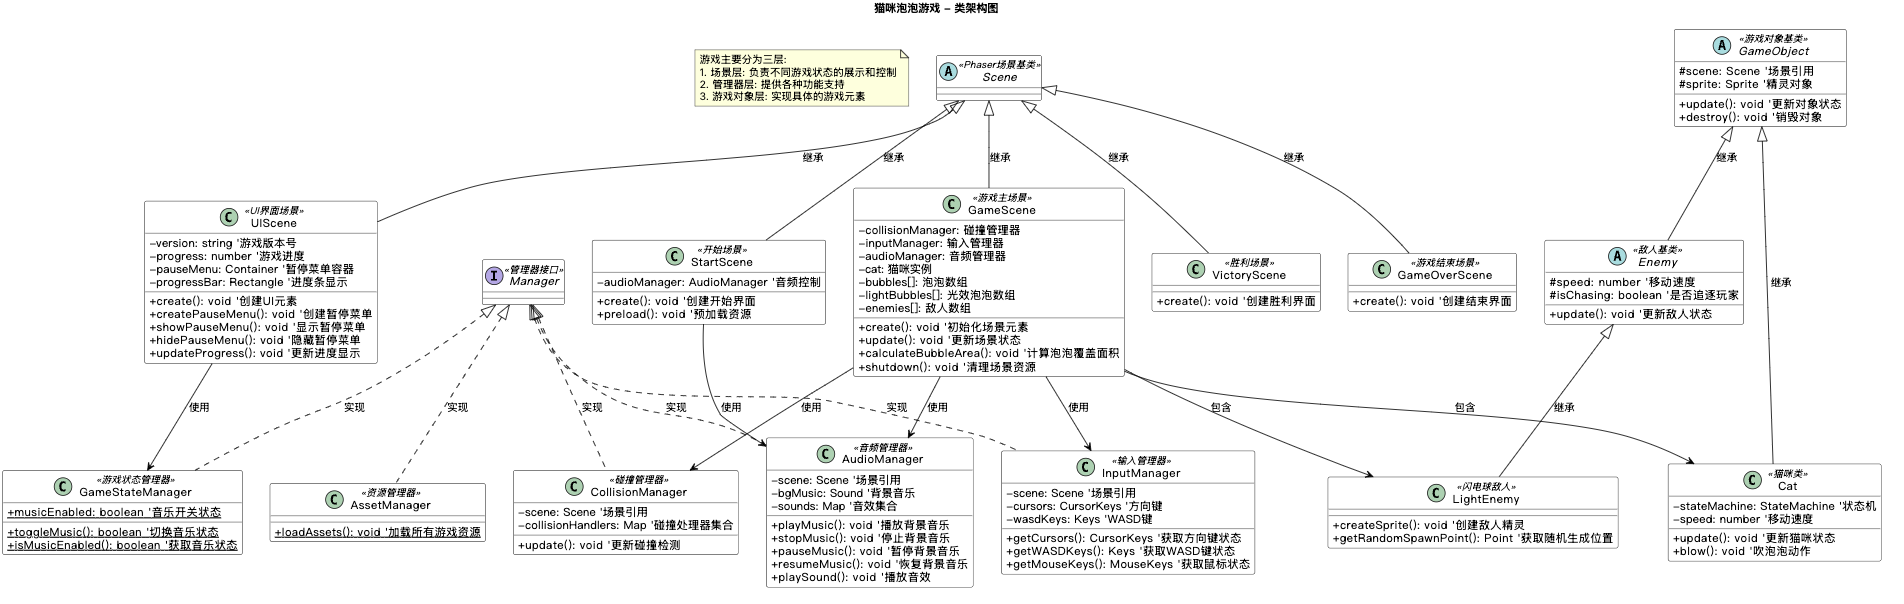 猫咪泡泡游戏 – 类架构图
游戏主要分为三层:
1. 场景层: 负责不同游戏状态的展示和控制
2. 管理器层: 提供各种功能支持
3. 游戏对象层: 实现具体的游戏元素
A
«Phaser场景基类»
Scene
A
«游戏对象基类»
GameObject
#scene: Scene '场景引用
#sprite: Sprite '精灵对象
+update(): void '更新对象状态
+destroy(): void '销毁对象
继承
继承
继承
继承
继承
继承
继承
C
«UI界面场景»
UIScene
–version: string '游戏版本号
–progress: number '游戏进度
–pauseMenu: Container '暂停菜单容器
–progressBar: Rectangle '进度条显示
+create(): void '创建UI元素
+createPauseMenu(): void '创建暂停菜单
+showPauseMenu(): void '显示暂停菜单
+hidePauseMenu(): void '隐藏暂停菜单
+updateProgress(): void '更新进度显示
I
«管理器接口»
Manager
C
«开始场景»
StartScene
–audioManager: AudioManager '音频控制
+create(): void '创建开始界面
+preload(): void '预加载资源
C
«游戏主场景»
GameScene
–collisionManager: 碰撞管理器
–inputManager: 输入管理器
–audioManager: 音频管理器
–cat: 猫咪实例
–bubbles[]: 泡泡数组
–lightBubbles[]: 光效泡泡数组
–enemies[]: 敌人数组
+create(): void '初始化场景元素
+update(): void '更新场景状态
+calculateBubbleArea(): void '计算泡泡覆盖面积
+shutdown(): void '清理场景资源
C
«胜利场景»
VictoryScene
+create(): void '创建胜利界面
C
«游戏结束场景»
GameOverScene
+create(): void '创建结束界面
A
«敌人基类»
Enemy
#speed: number '移动速度
#isChasing: boolean '是否追逐玩家
+update(): void '更新敌人状态
继承
使用
实现
实现
实现
实现
使用
使用
实现
使用
使用
包含
包含
继承
C
«游戏状态管理器»
GameStateManager
+musicEnabled: boolean '音乐开关状态
+toggleMusic(): boolean '切换音乐状态
+isMusicEnabled(): boolean '获取音乐状态
C
«资源管理器»
AssetManager
+loadAssets(): void '加载所有游戏资源
C
«碰撞管理器»
CollisionManager
–scene: Scene '场景引用
–collisionHandlers: Map '碰撞处理器集合
+update(): void '更新碰撞检测
C
«音频管理器»
AudioManager
–scene: Scene '场景引用
–bgMusic: Sound '背景音乐
–sounds: Map '音效集合
+playMusic(): void '播放背景音乐
+stopMusic(): void '停止背景音乐
+pauseMusic(): void '暂停背景音乐
+resumeMusic(): void '恢复背景音乐
+playSound(): void '播放音效
C
«输入管理器»
InputManager
–scene: Scene '场景引用
–cursors: CursorKeys '方向键
–wasdKeys: Keys 'WASD键
+getCursors(): CursorKeys '获取方向键状态
+getWASDKeys(): Keys '获取WASD键状态
+getMouseKeys(): MouseKeys '获取鼠标状态
C
«闪电球敌人»
LightEnemy
+createSprite(): void '创建敌人精灵
+getRandomSpawnPoint(): Point '获取随机生成位置
C
«猫咪类»
Cat
–stateMachine: StateMachine '状态机
–speed: number '移动速度
+update(): void '更新猫咪状态
+blow(): void '吹泡泡动作